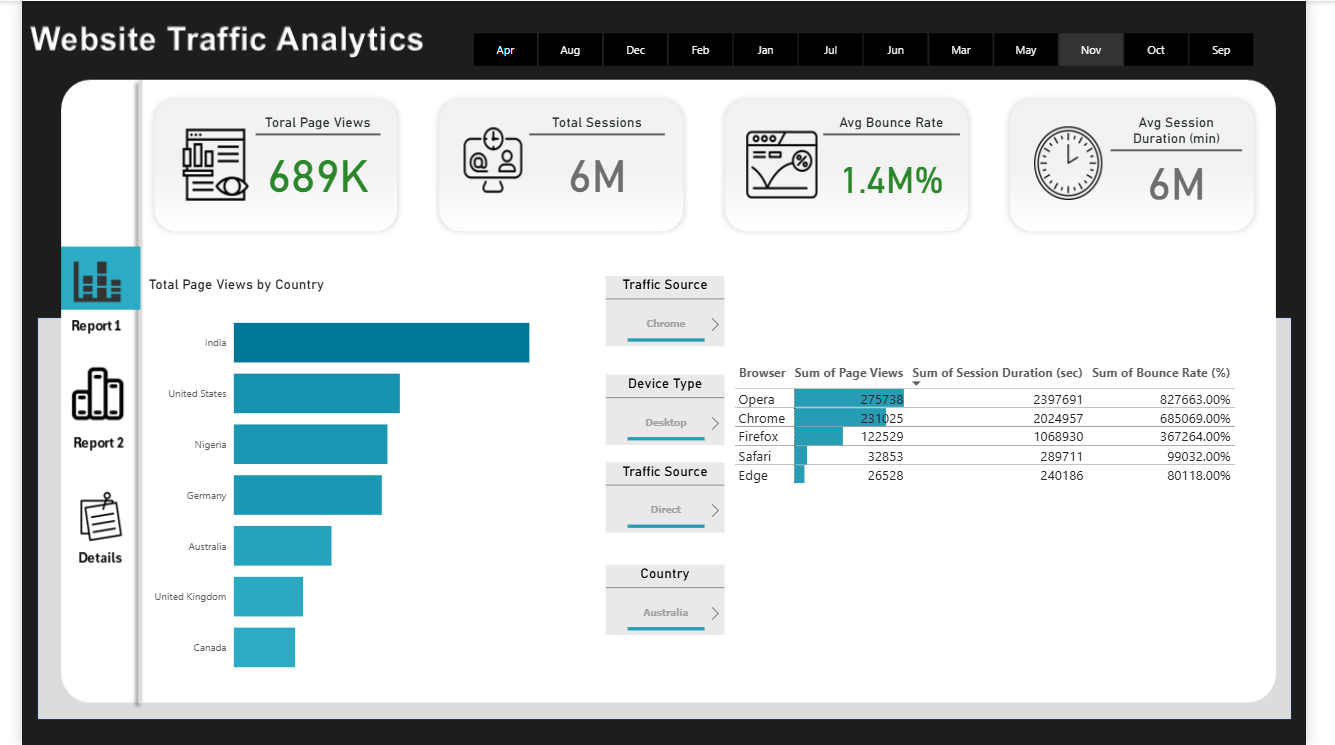 Website Traffic Analytics
Apr Aug Dec Feb Jan Jul Jun Mar May Nov Oct Sep
Toral Page Views
689K
Total Sessions
6M
Avg Bounce Rate
1.4M%
Avg Session
Duration (min)
6M
Report 1
Report 2
Details
Total Page Views by Country
India
United States
Nigeria
Germany
Australia
United Kingdom
Canada
Traffic Source
Chrome
Device Type
Desktop
Traffic Source
Direct
Country
Australia
Browser Sum of Page Views Sum of Session Duration (sec) Sum of Bounce Rate (%)
Opera 275738 2397691 827663.00%
Chrome 231025 2024957 685069.00%
Firefox 122529 1068930 367264.00%
Safari 32853 289711 99032.00%
Edge 26528 240186 80118.00%